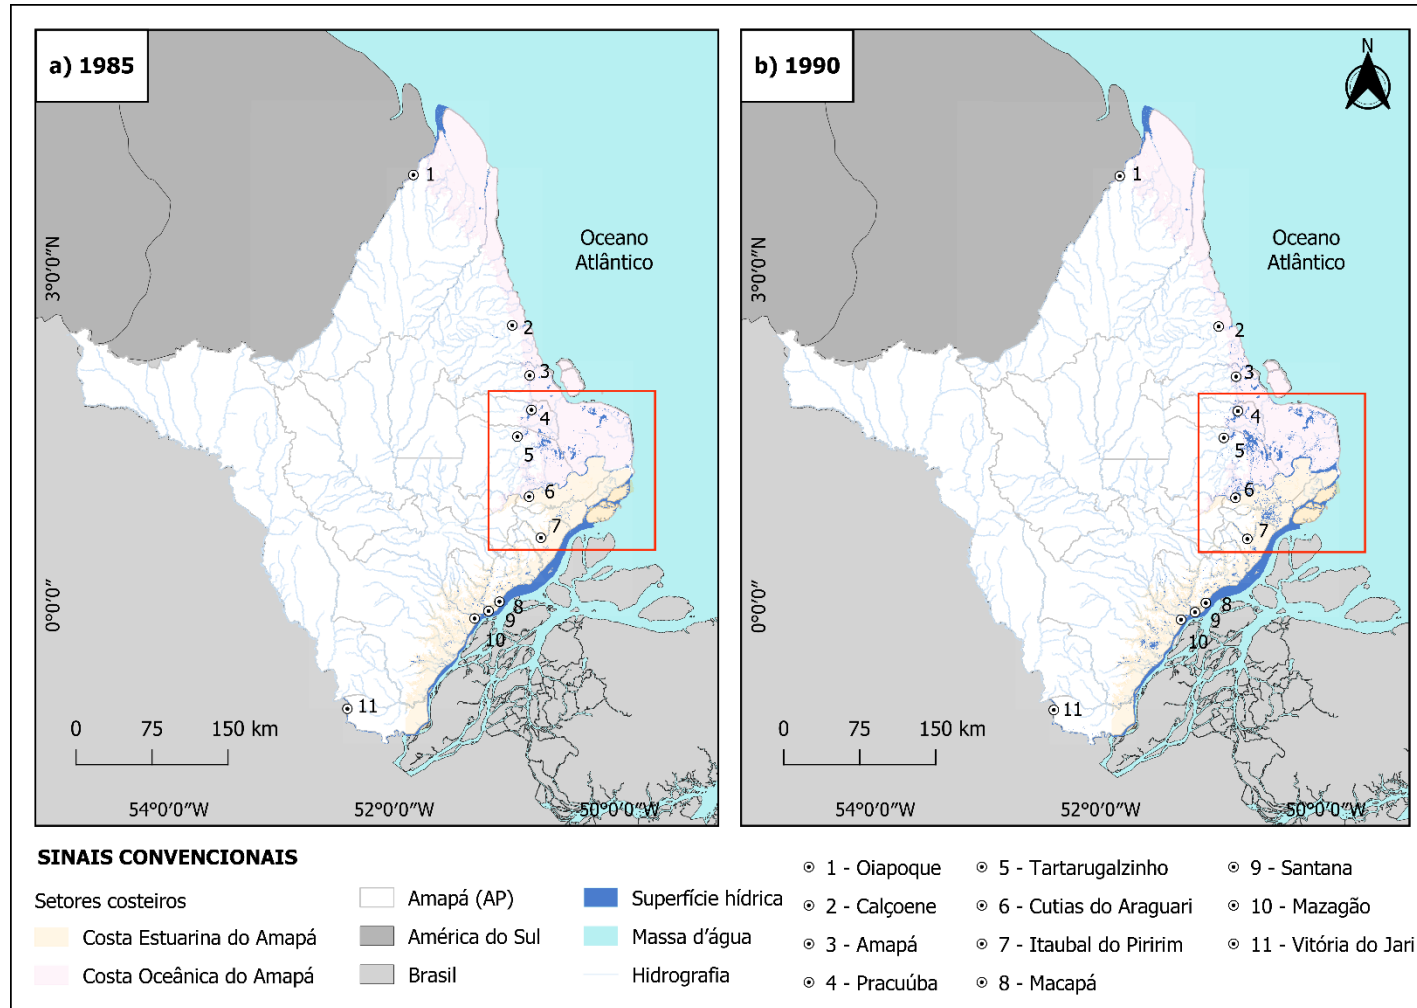 a) 1985
1
Oceano
Atlântico
3°0'0"N
2
3
4
5
6
7
0°0'0"
8
9
10
11
0 75 150 km
54°0'0"W 52°0'0"W 50°0'0"W
b) 1990
N
1
Oceano
Atlântico
3°0'0"N
2
3
4
5
6
7
0°0'0"
8
9
10
11
0 75 150 km
54°0'0"W 52°0'0"W 50°0'0"W
SINAIS CONVENCIONAIS
Setores costeiros
Costa Estuarina do Amapá
Costa Oceânica do Amapá
Amapá (AP)
América do Sul
Brasil
Superfície hídrica
Massa d'água
Hidrografia
1 - Oiapoque
2 - Calçoene
3 - Amapá
4 - Pracuúba
5 - Tartarugalzinho
6 - Cutias do Araguari
7 - Itaubal do Piririm
8 - Macapá
9 - Santana
10 - Mazagão
11 - Vitória do Jari